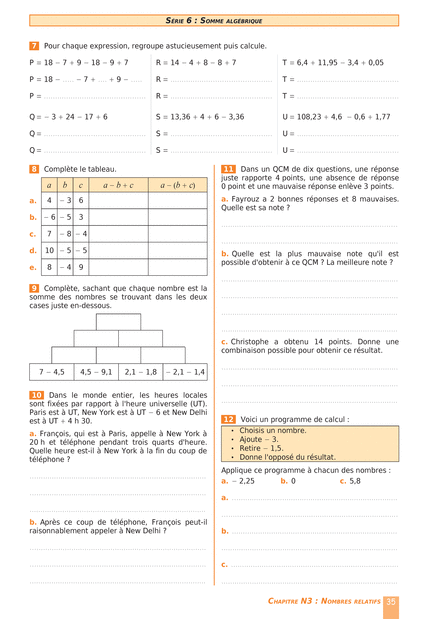 SÉRIE 6 : SOMME ALGÉBRIQUE
7 Pour chaque expression, regroupe astucieusement puis calcule.
P = 18 − 7 + 9 − 18 − 9 + 7
P = 18 − ..... − 7 + ..... + 9 − .....
P = ........................................
Q = − 3 + 24 − 17 + 6
Q = ........................................
Q = ........................................
R = 14 − 4 + 8 − 8 + 7
R = ........................................
R = ........................................
S = 13,36 + 4 + 6 − 3,36
S = ........................................
S = ........................................
T = 6,4 + 11,95 − 3,4 + 0,05
T = ........................................
T = ........................................
U = 108,23 + 4,6 − 0,6 + 1,77
U = ........................................
U = ........................................
8 Complète le tableau.
a b c a − b + c a − (b + c)
a. 4 − 3 6
b. − 6 − 5 3
c. 7 − 8 − 4
d. 10 − 5 − 5
e. 8 − 4 9
9 Complète, sachant que chaque nombre est la
somme des nombres se trouvant dans les deux
cases juste en-dessous.
7 − 4,5 4,5 − 9,1 2,1 − 1,8 − 2,1 − 1,4
10 Dans le monde entier, les heures locales
sont fixées par rapport à l'heure universelle (UT).
Paris est à UT, New York est à UT − 6 et New Delhi
est à UT + 4 h 30.
a. François, qui est à Paris, appelle à New York à
20 h et téléphone pendant trois quarts d'heure.
Quelle heure est-il à New York à la fin du coup de
téléphone ?
b. Après ce coup de téléphone, François peut-il
raisonnablement appeler à New Delhi ?
11 Dans un QCM de dix questions, une réponse
juste rapporte 4 points, une absence de réponse
0 point et une mauvaise réponse enlève 3 points.
a. Fayrouz a 2 bonnes réponses et 8 mauvaises.
Quelle est sa note ?
b. Quelle est la plus mauvaise note qu'il est
possible d'obtenir à ce QCM ? La meilleure note ?
c. Christophe a obtenu 14 points. Donne une
combinaison possible pour obtenir ce résultat.
12 Voici un programme de calcul :
• Choisis un nombre.
• Ajoute − 3.
• Retire − 1,5.
• Donne l'opposé du résultat.
Applique ce programme à chacun des nombres :
a. − 2,25 b. 0 c. 5,8
a. ........................................
b. ........................................
c. ........................................
CHAPITRE N3 : NOMBRES RELATIFS 35